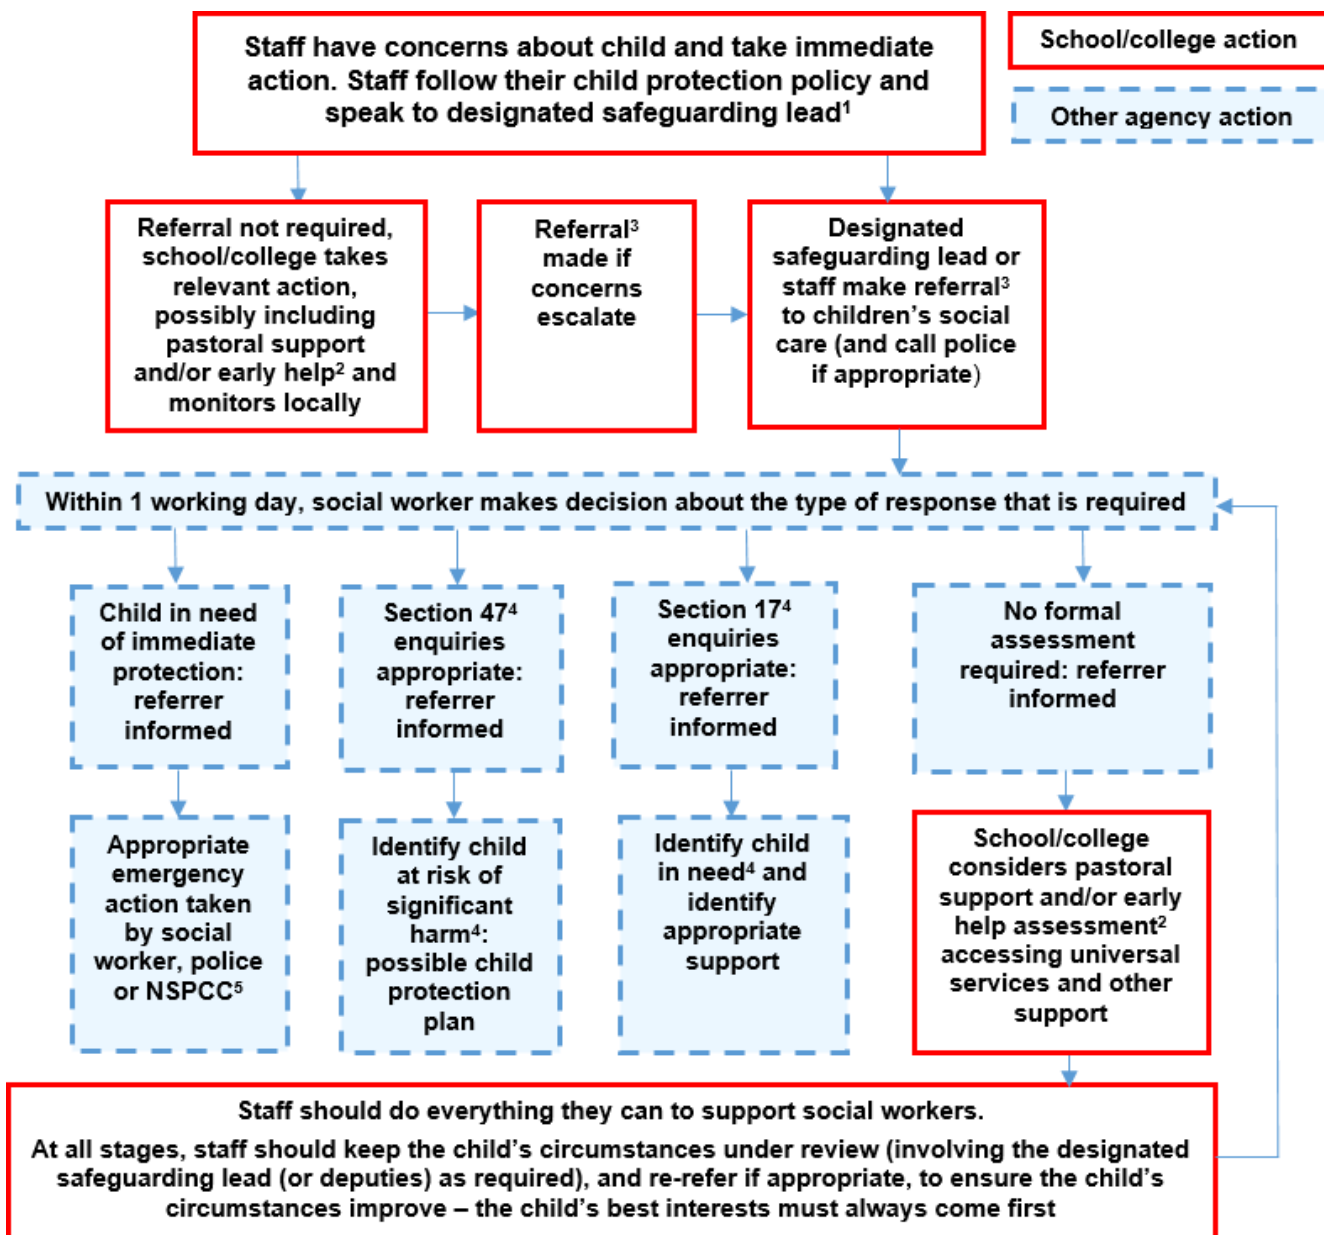 Staff have concerns about child and take immediate
action. Staff follow their child protection policy and
speak to designated safeguarding lead¹
School/college action
Other agency action
Referral not required,
school/college takes
relevant action,
possibly including
pastoral support
and/or early help² and
monitors locally
Referral³
made if
concerns
escalate
Designated
safeguarding lead or
staff make referral³
to children’s social
care (and call police
if appropriate)
Within 1 working day, social worker makes decision about the type of response that is required
Child in need
of immediate
protection:
referrer
informed
Section 47⁴
enquiries
appropriate:
referrer
informed
Section 17⁴
enquiries
appropriate:
referrer
informed
No formal
assessment
required: referrer
informed
Appropriate
emergency
action taken
by social
worker, police
or NSPCC⁵
Identify child
at risk of
significant
harm⁴:
possible child
protection
plan
Identify child
in need⁴ and
identify
appropriate
support
School/college
considers pastoral
support and/or early
help assessment²
accessing universal
services and other
support
Staff should do everything they can to support social workers.
At all stages, staff should keep the child’s circumstances under review (involving the designated
safeguarding lead (or deputies) as required), and re-refer if appropriate, to ensure the child’s
circumstances improve – the child’s best interests must always come first